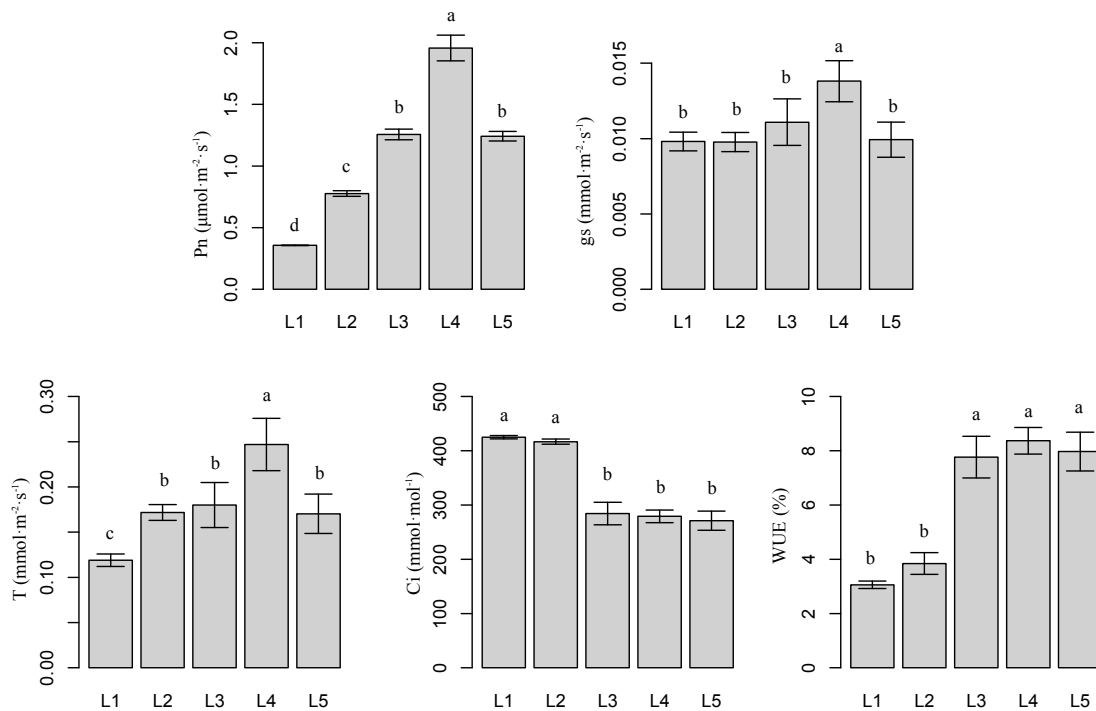 Pn (μmol·m⁻²·s⁻¹)
2.0
1.5
1.0
0.5
0.0
d
c
b
a
b
L1 L2 L3 L4 L5
gs (mmol·m⁻²·s⁻¹)
0.015
0.010
0.005
0.000
b
b
b
a
b
L1 L2 L3 L4 L5
T (mmol·m⁻²·s⁻¹)
0.30
0.20
0.10
0.00
c
b
b
a
b
L1 L2 L3 L4 L5
Ci (mmol·mol⁻¹)
500
400
300
200
100
0
a
a
b
b
b
L1 L2 L3 L4 L5
WUE (%)
10
8
6
4
2
0
b
b
a
a
a
L1 L2 L3 L4 L5